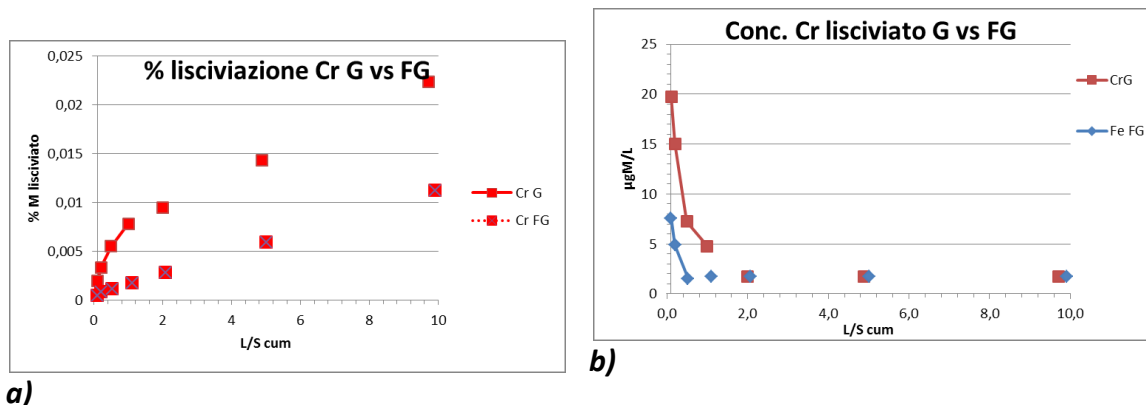 % lisciviazione Cr G vs FG
0,025
0,02
0,015
0,01
0,005
0
% M lisciviato
0
2
4
6
8
10
L/S cum
Cr G
Cr FG
a)
Conc. Cr lisciviato G vs FG
25
20
15
10
5
0
µgM/L
0,0
2,0
4,0
6,0
8,0
10,0
L/S cum
CrG
Fe FG
b)